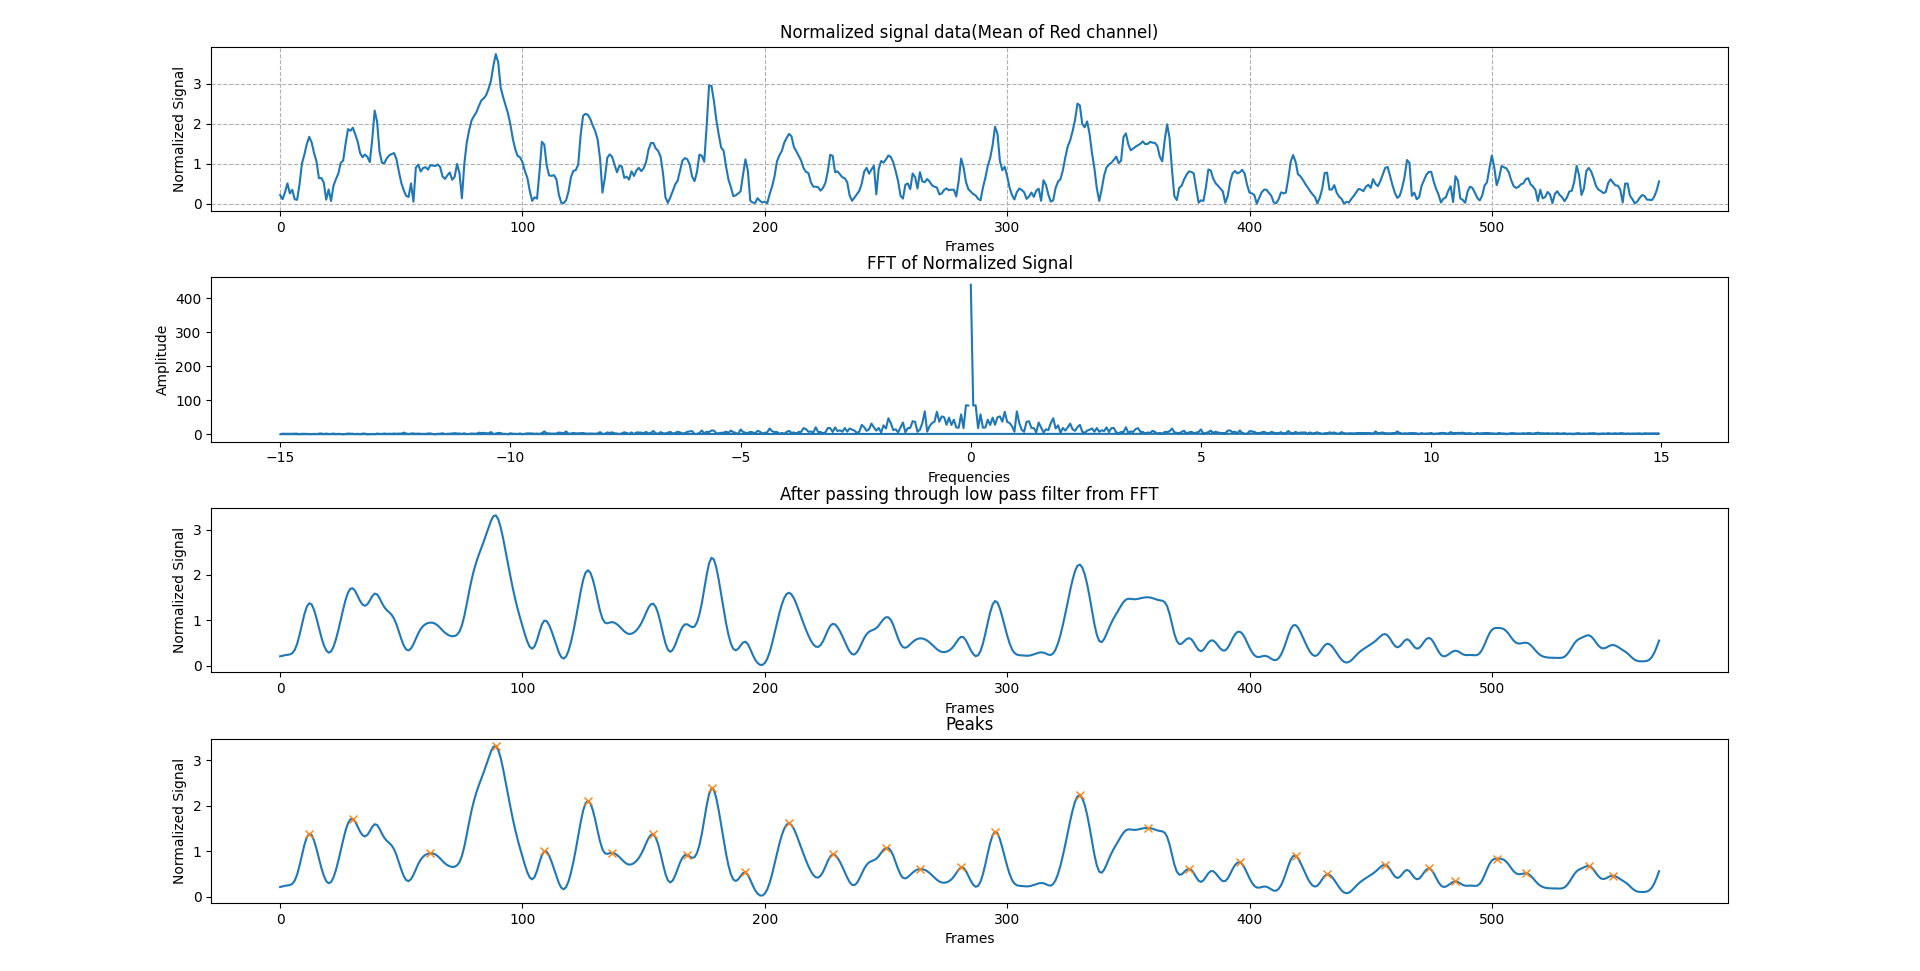 Normalized signal data(Mean of Red channel)
Normalized Signal
3
2
1
0
0 100 200 300 400 500
Frames
FFT of Normalized Signal
Amplitude
400
300
200
100
0
−15 −10 −5 0 5 10 15
Frequencies
After passing through low pass filter from FFT
Normalized Signal
3
2
1
0
0 100 200 300 400 500
Frames
Peaks
Normalized Signal
3
2
1
0
0 100 200 300 400 500
Frames